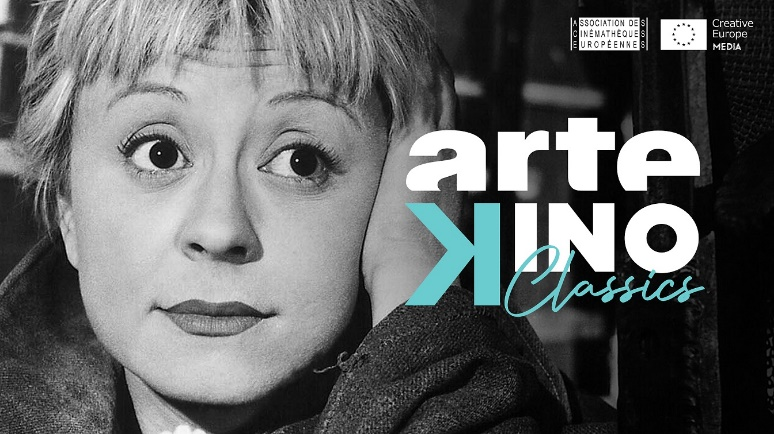 ASSOCIATION DES
CINÉMATHÈQUES
EUROPÉENNES
Creative
Europe
MEDIA
arte
KINO
Classics